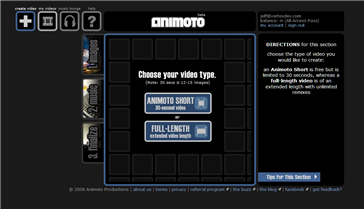 create video my videos music lounge help
ANIMOTO
beta
my account | sign out
1. images
2. music
3. finalize
Choose your video type.
(Note: 30 secs = 12-15 images)
ANIMOTO SHORT
30-second video
or
FULL-LENGTH
extended video length
DIRECTIONS for this section
choose the type of video
you would like to create:
an Animoto Short is free but is
limited to 30 seconds, whereas a
full-length video is of an
extended length with unlimited
remixes
Tips For This Section
© 2008 Animoto Productions | about us | terms | privacy | referral program | the buzz | the blog | facebook | got feedback?